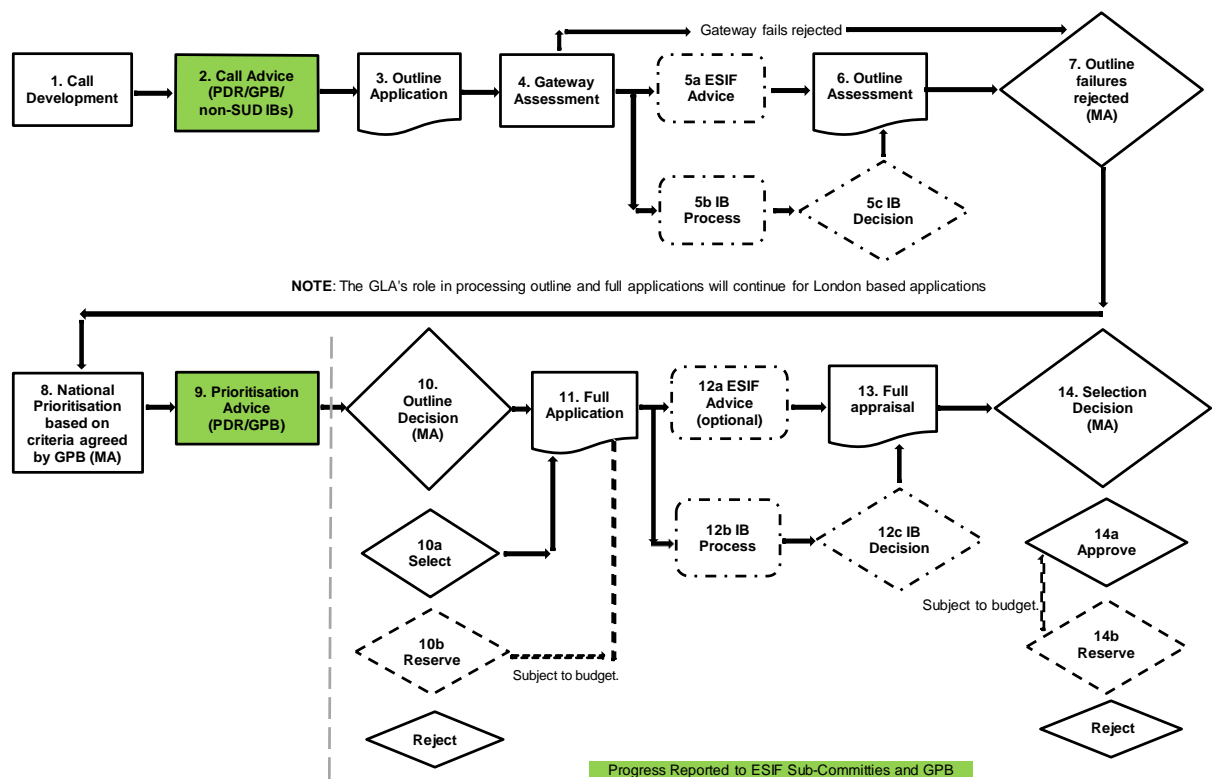 Gateway fails rejected
1. Call
Development
2. Call Advice
(PDR/GPB/
non-SUD IBs)
3. Outline
Application
4. Gateway
Assessment
5a ESIF
Advice
6. Outline
Assessment
7. Outline
failures
rejected
(MA)
5b IB
Process
5c IB
Decision
NOTE: The GLA's role in processing outline and full applications will continue for London based applications
8. National
Prioritisation
based on
criteria agreed
by GPB (MA)
9. Prioritisation
Advice
(PDR/GPB)
10.
Outline
Decision
(MA)
11. Full
Application
12a ESIF
Advice
(optional)
13. Full
appraisal
14. Selection
Decision
(MA)
10a
Select
12b IB
Process
12c IB
Decision
14a
Approve
Subject to budget.
10b
Reserve
Subject to budget.
14b
Reserve
Reject
Reject
Progress Reported to ESIF Sub-Committies and GPB